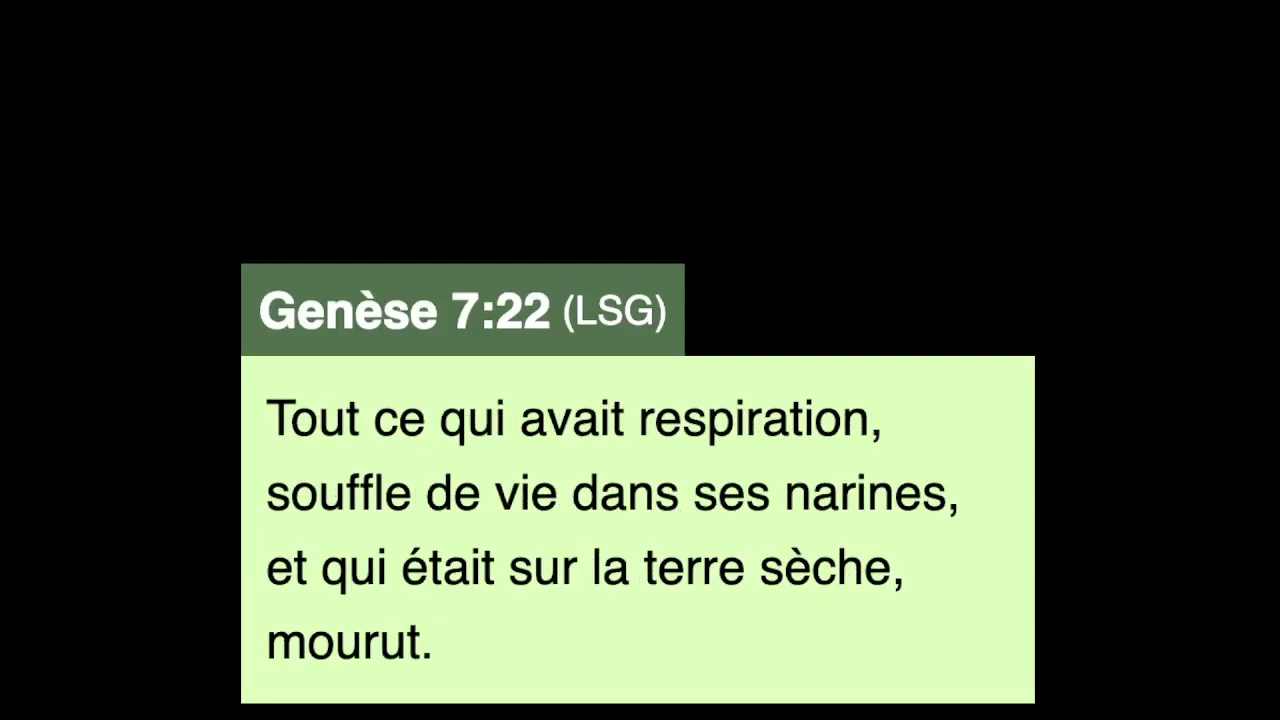 Genèse 7:22 (LSG)
Tout ce qui avait respiration,
souffle de vie dans ses narines,
et qui était sur la terre sèche,
mourut.